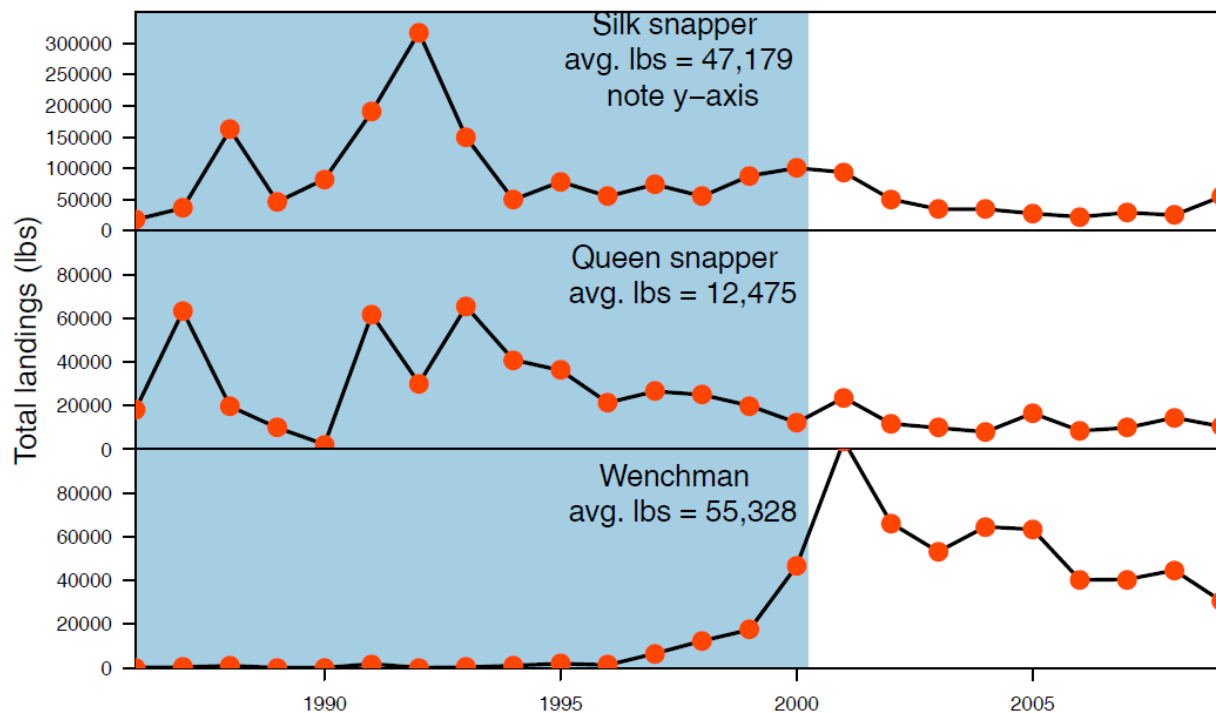 Total landings (lbs)
Silk snapper
avg. lbs = 47,179
note y−axis
300000
250000
200000
150000
100000
50000
0
Queen snapper
avg. lbs = 12,475
80000
60000
40000
20000
0
Wenchman
avg. lbs = 55,328
80000
60000
40000
20000
0
1990 1995 2000 2005